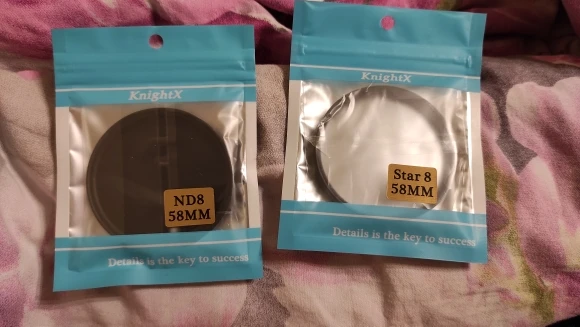 KnightX
ND8
58MM
Details is the key to success
KnightX
Star 8
58MM
Details is the key to success